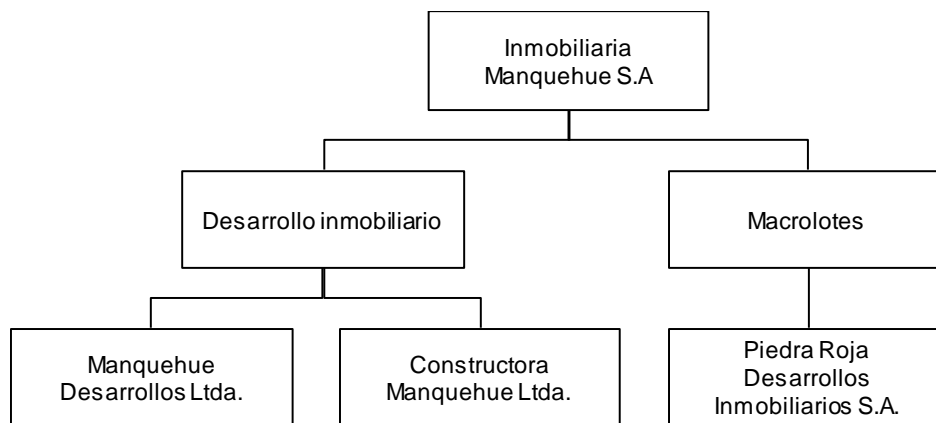 Inmobiliaria
Manquehue S.A
Desarrollo inmobiliario
Macrolotes
Manquehue
Desarrollos Ltda.
Constructora
Manquehue Ltda.
Piedra Roja
Desarrollos
Inmobiliarios S.A.